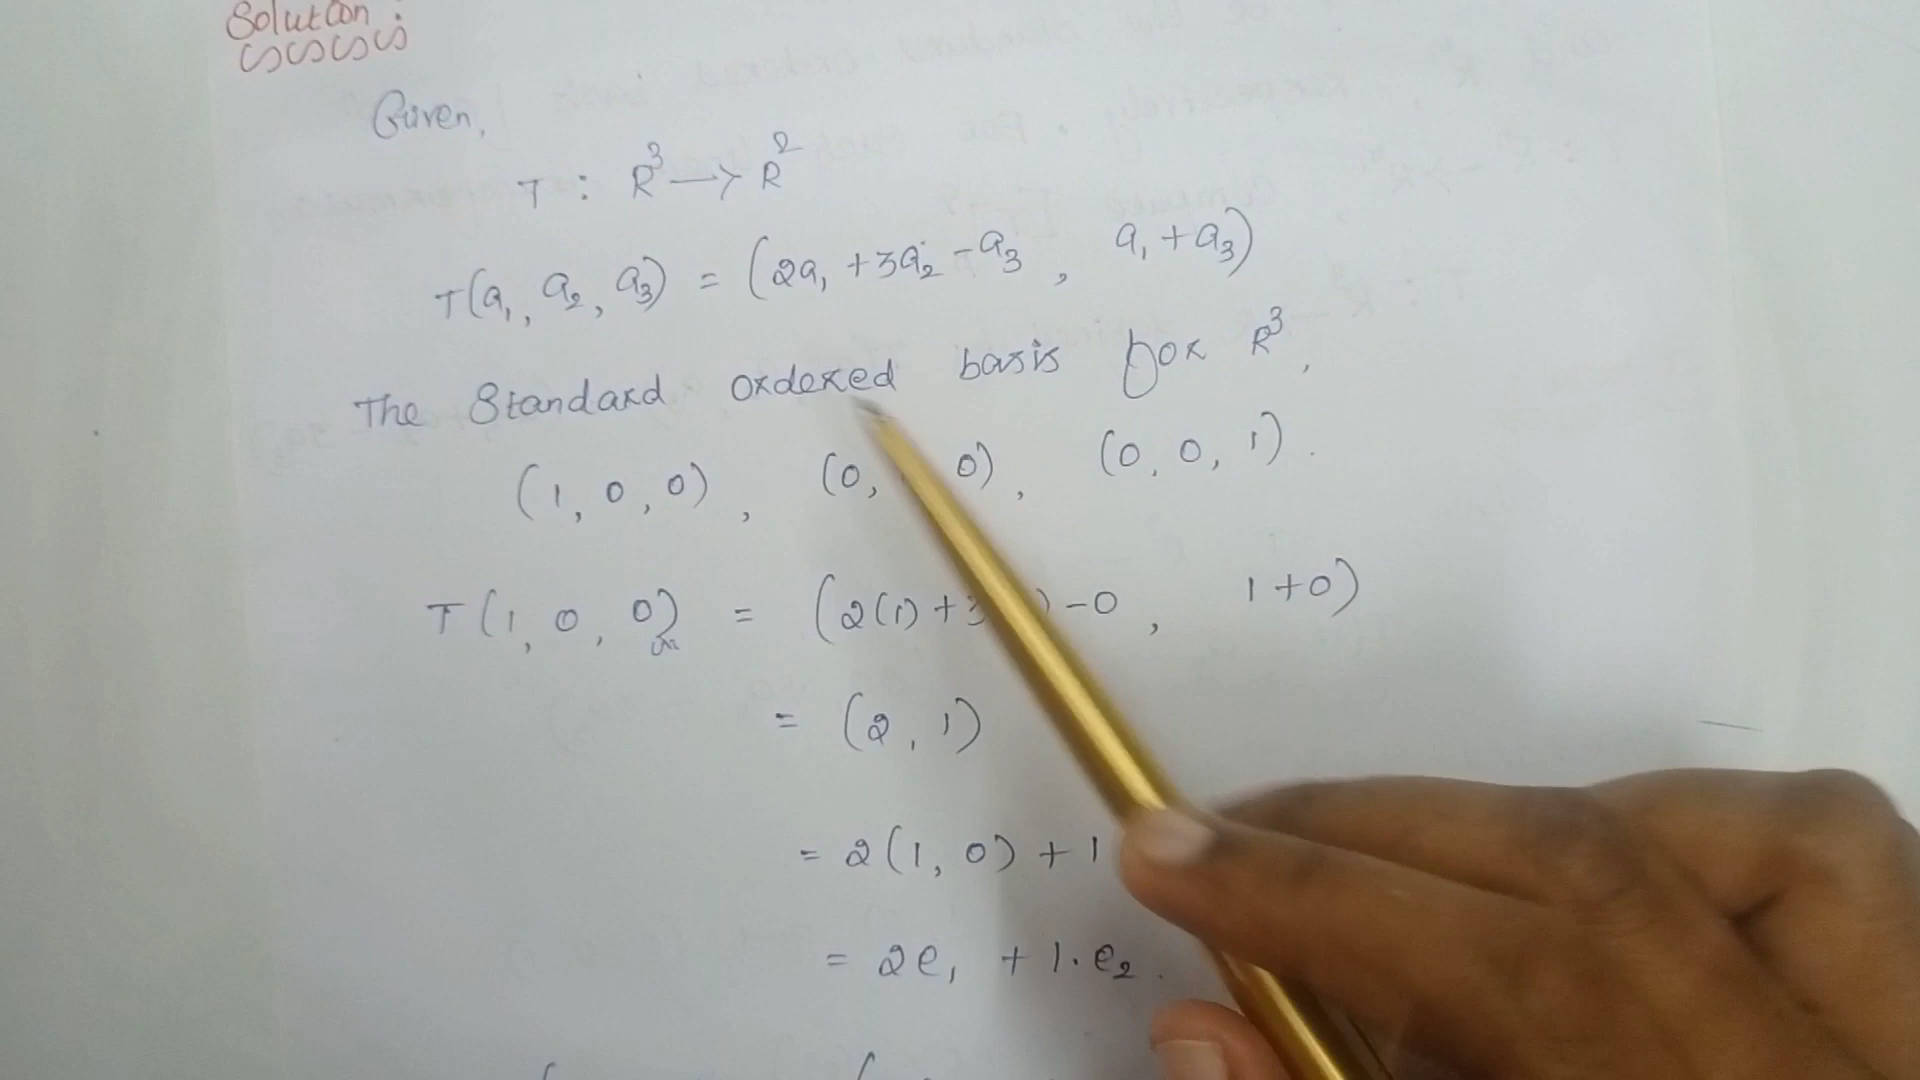 Solution :
Given,
T : R³ → R²
T(a₁, a₂, a₃) = (2a₁ + 3a₂ - a₃, a₁ + a₃)
The Standard ordered basis for R³,
(1, 0, 0), (0, 0), (0, 0, 1).
T(1, 0, 0) = (2(1) + 3 ) - 0, 1 + 0)
= (2, 1)
= 2(1, 0) + 1
= 2e₁ + 1.e₂.